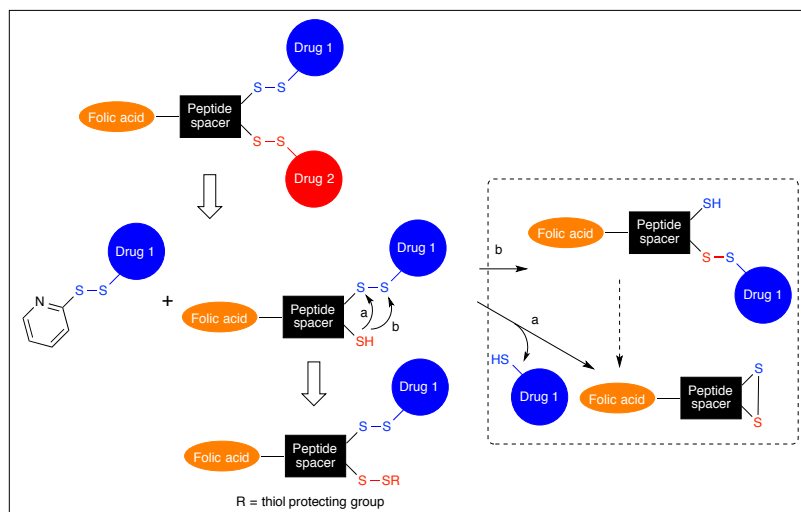 Drug 1
S–S
Folic acid
Peptide
spacer
S–S
Drug 2
Drug 1
N
S–S
+
Drug 1
S–S
Folic acid
Peptide
spacer
a
b
SH
b
a
SH
Folic acid
Peptide
spacer
S–S
Drug 1
HS
Drug 1
Folic acid
Peptide
spacer
S
S
Drug 1
S–S
Folic acid
Peptide
spacer
S–SR
R = thiol protecting group